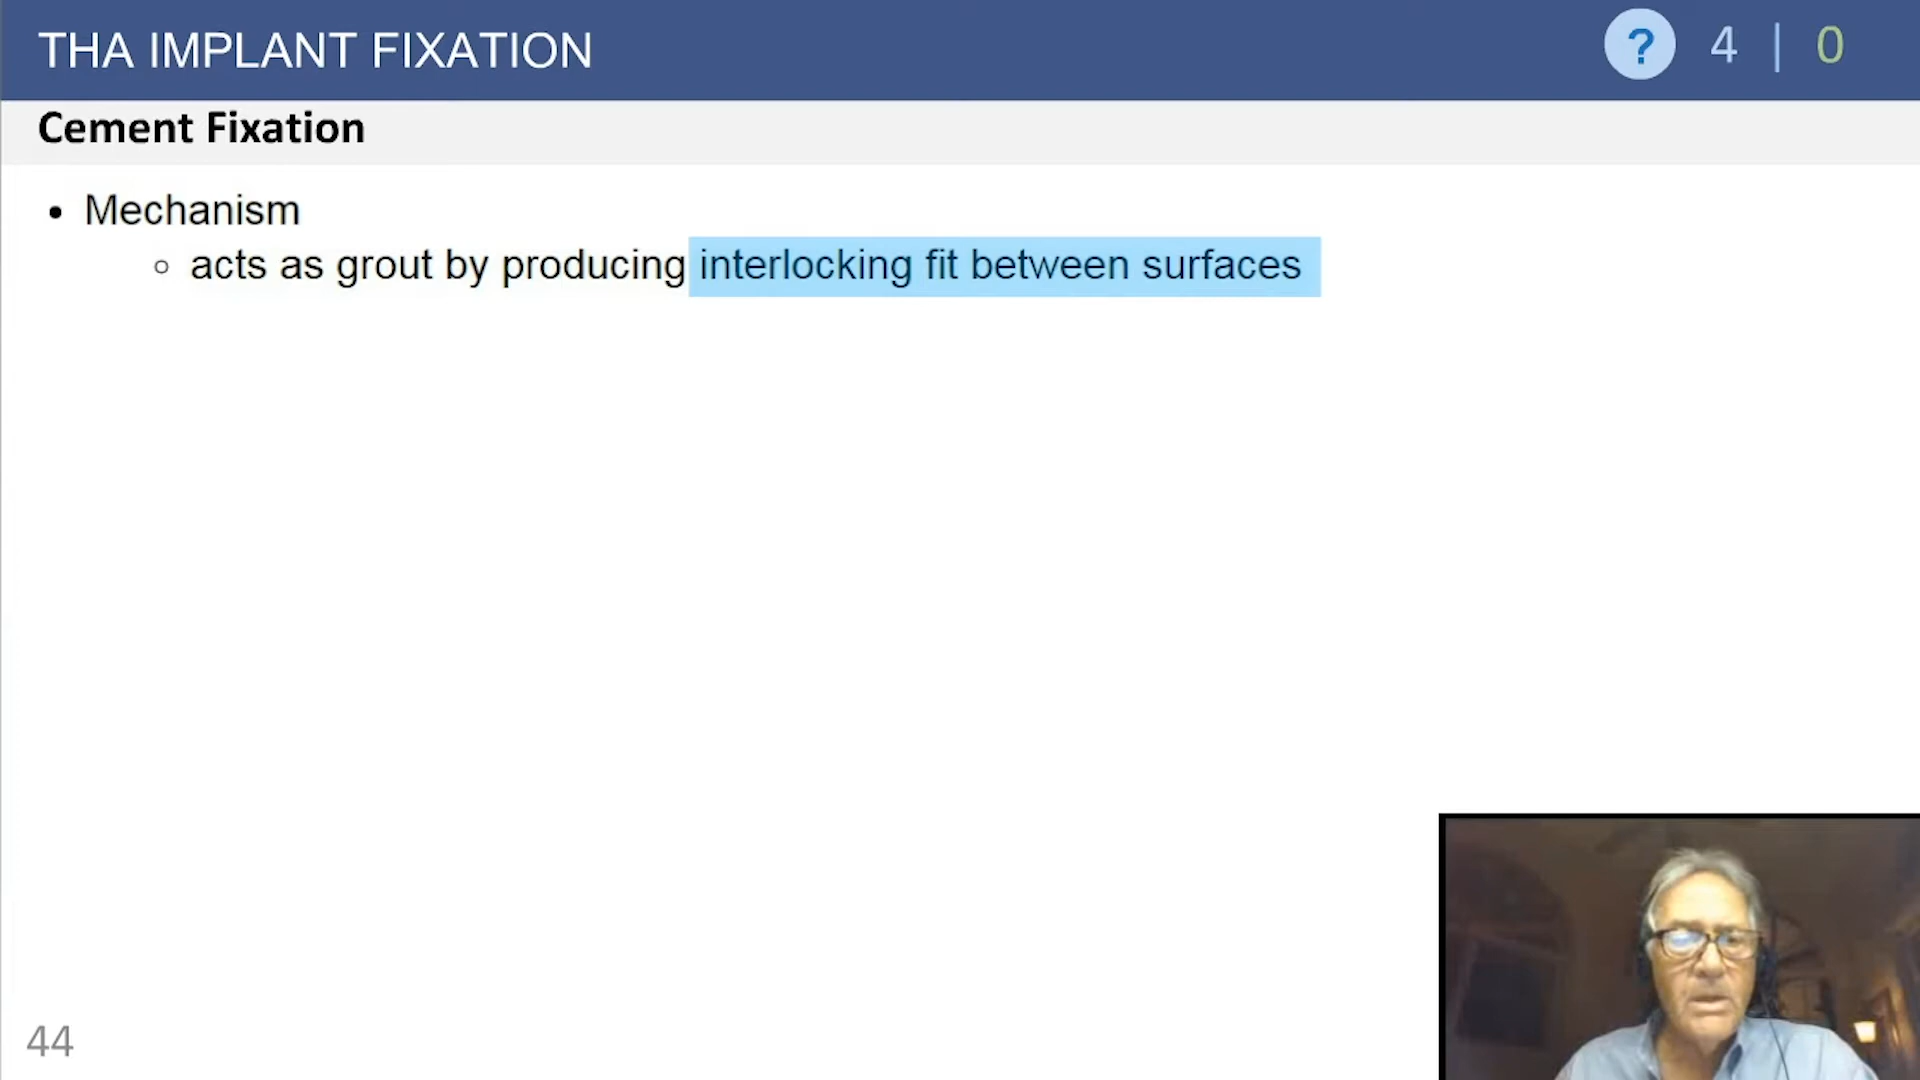 THA IMPLANT FIXATION
? 4 | 0
Cement Fixation
• Mechanism
○ acts as grout by producing interlocking fit between surfaces
44